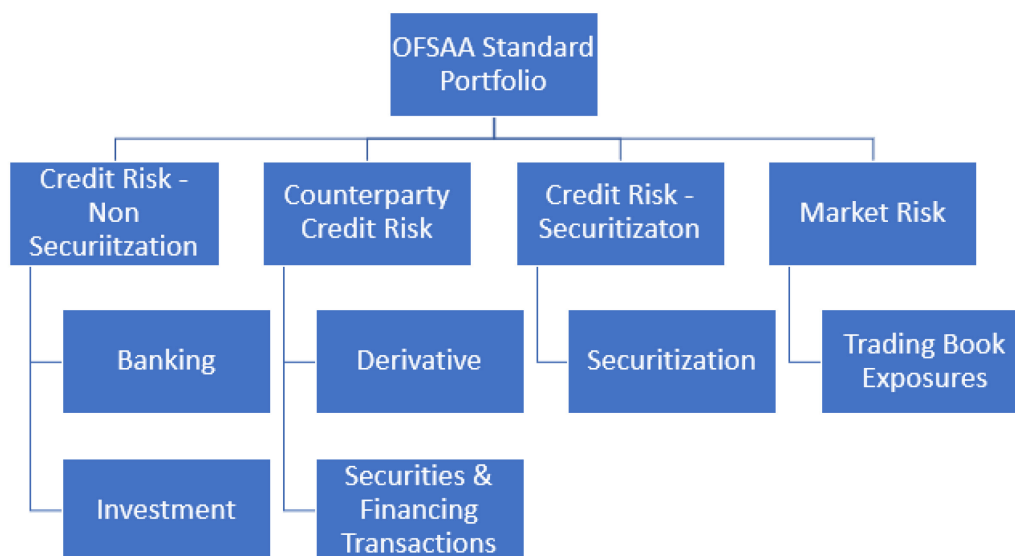 OFSAA Standard
Portfolio
Credit Risk -
Non
Securiitzation
Counterparty
Credit Risk
Credit Risk -
Securitizaton
Market Risk
Banking
Derivative
Securitization
Trading Book
Exposures
Investment
Securities &
Financing
Transactions